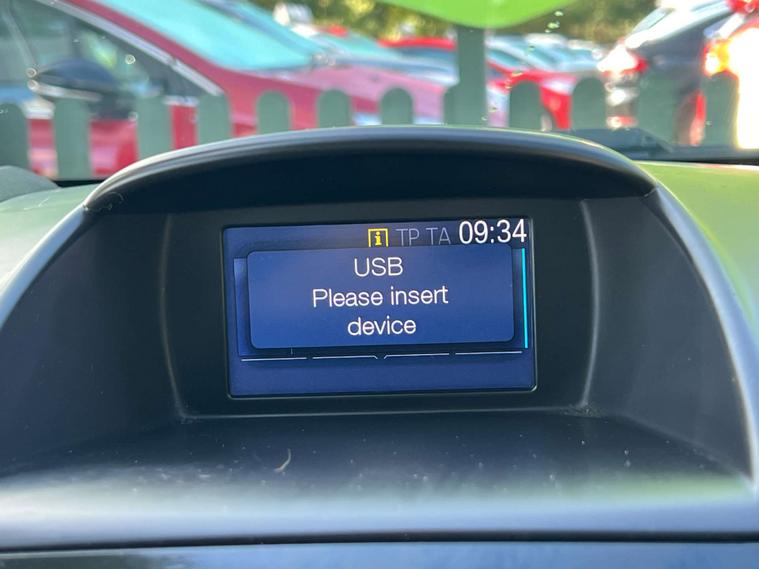 i TP TA 09:34
USB
Please insert
device